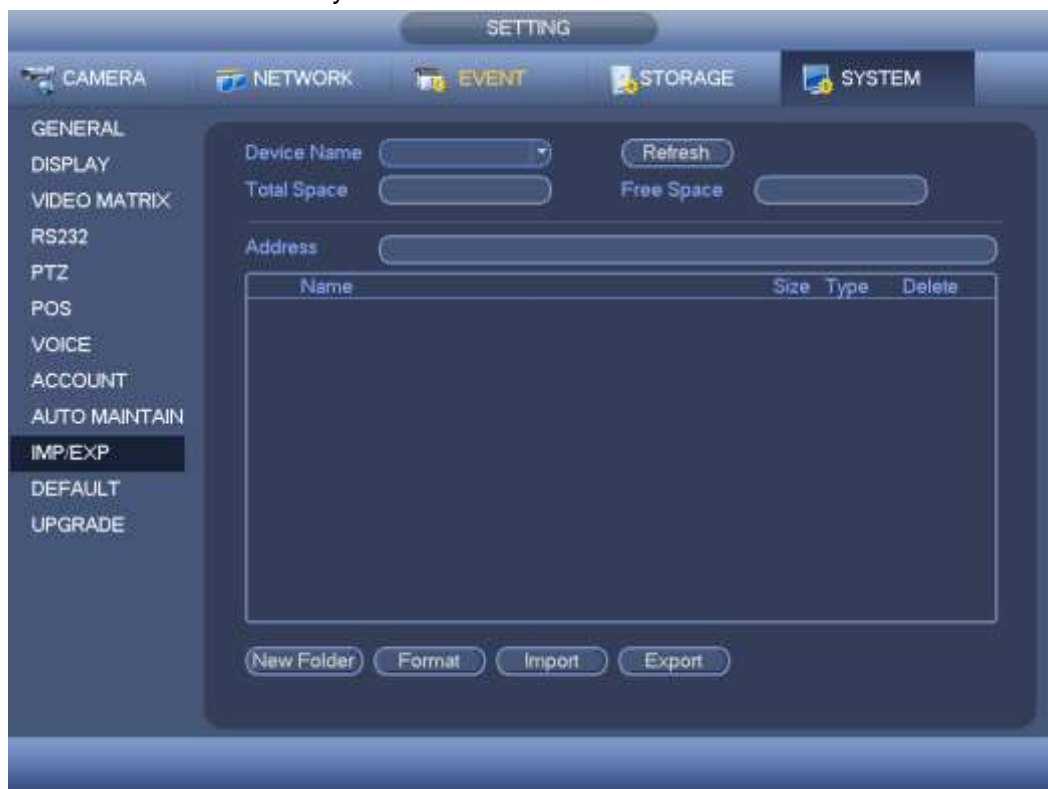 SETTING
CAMERA NETWORK EVENT STORAGE SYSTEM
GENERAL
DISPLAY
VIDEO MATRIX
RS232
PTZ
POS
VOICE
ACCOUNT
AUTO MAINTAIN
IMP/EXP
DEFAULT
UPGRADE
Device Name Refresh
Total Space Free Space
Address
Name Size Type Delete
New Folder Format Import Export